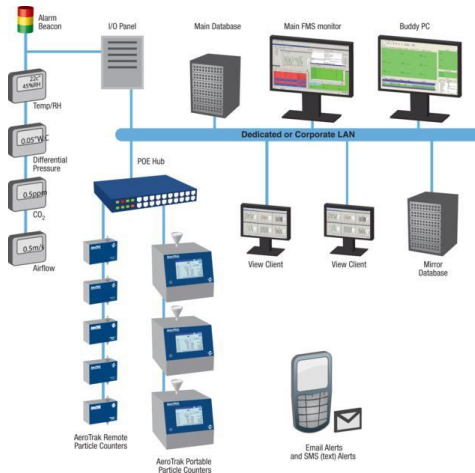 Alarm
Beacon
I/O Panel
Main Database
Main FMS monitor
Buddy PC
22c°
45%RH
Temp/RH
Dedicated or Corporate LAN
0.05"W.C
Differential
Pressure
POE Hub
0.5ppm
CO₂
View Client
View Client
Mirror
Database
0.5m/s
Airflow
AeroTrak Remote
Particle Counters
AeroTrak Portable
Particle Counters
Email Alerts
and SMS (text) Alerts